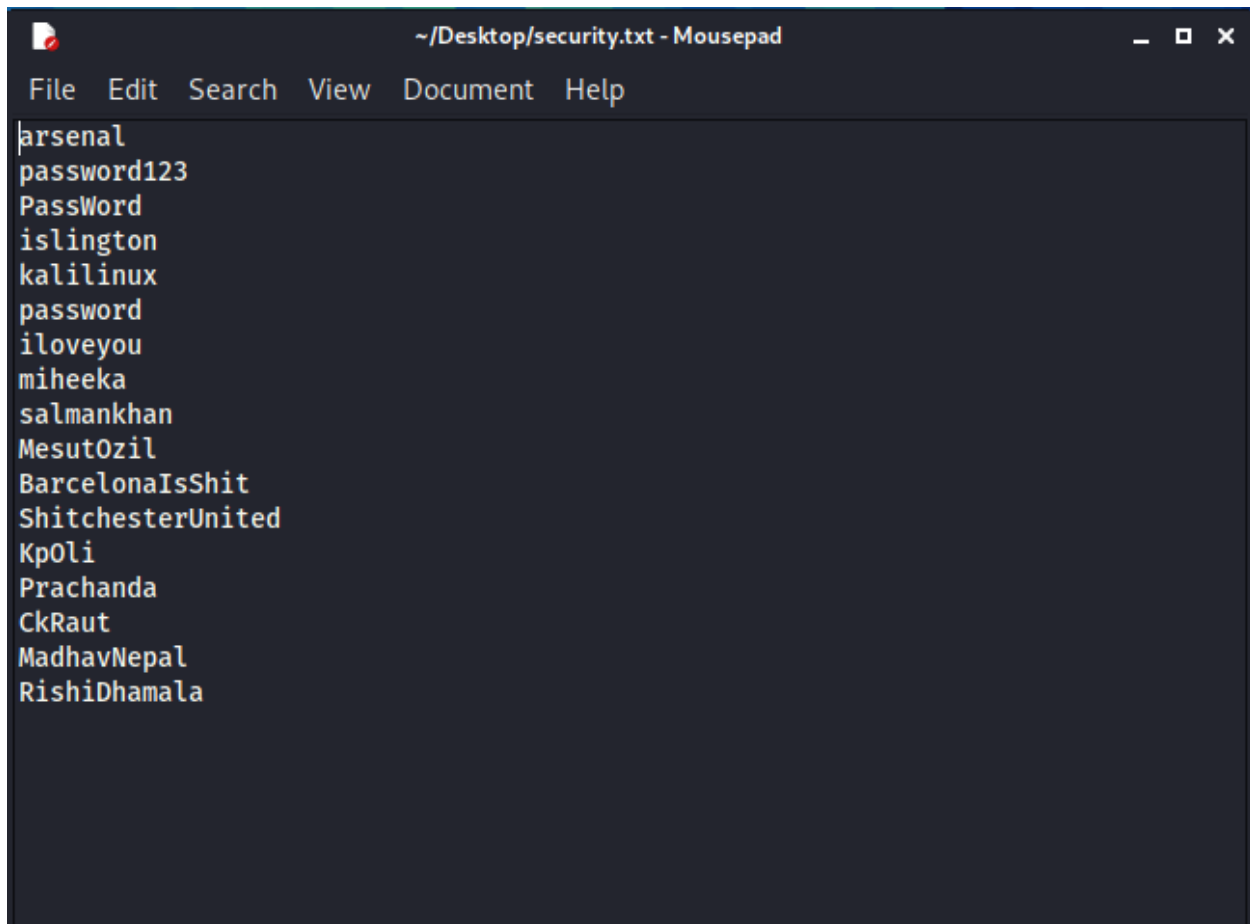 ~/Desktop/security.txt - Mousepad
File Edit Search View Document Help
arsenal
password123
PassWord
islington
kalilinux
password
iloveyou
miheeka
salmankhan
MesutOzil
BarcelonaIsShit
ShitchesterUnited
KpOli
Prachanda
CkRaut
MadhavNepal
RishiDhamala